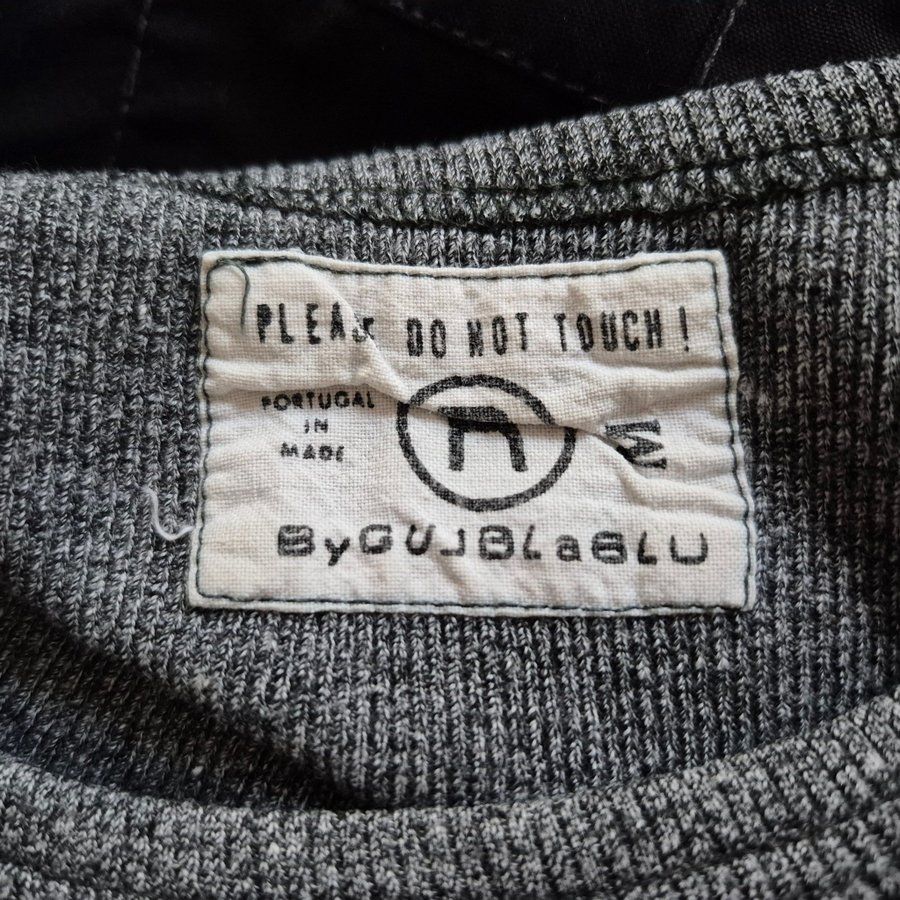 PLEASE DO NOT TOUCH!
PORTUGAL
IN
MADE
M
ByGUJBLaBLU